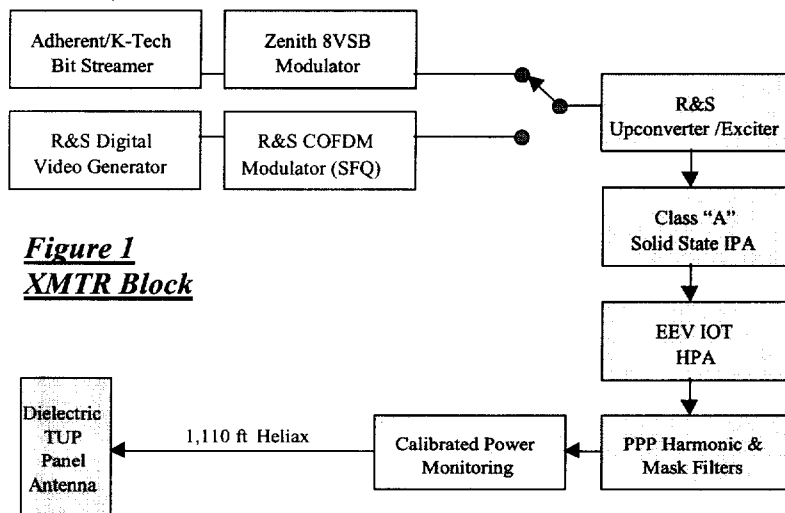 Adherent/K-Tech
Bit Streamer
Zenith 8VSB
Modulator
R&S
Upconverter /Exciter
R&S Digital
Video Generator
R&S COFDM
Modulator (SFQ)
Figure 1
XMTR Block
Class "A"
Solid State IPA
EEV IOT
HPA
Dielectric
TUP
Panel
Antenna
1,110 ft Heliax
Calibrated Power
Monitoring
PPP Harmonic &
Mask Filters